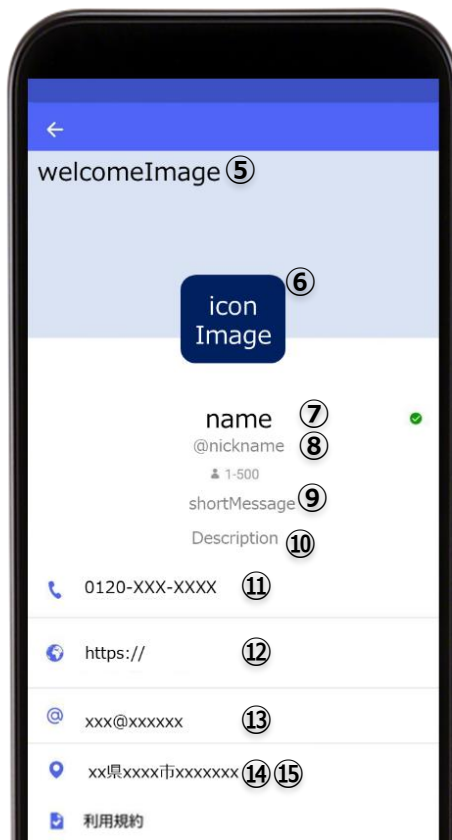 welcomeImage ⑤
⑥
icon
Image
name ⑦
@nickname ⑧
1-500
shortMessage ⑨
Description ⑩
0120-XXX-XXXX ⑪
https:// ⑫
@ xxx@xxxxxx ⑬
xx県xxxx市xxxxxxx ⑭ ⑮
利用規約